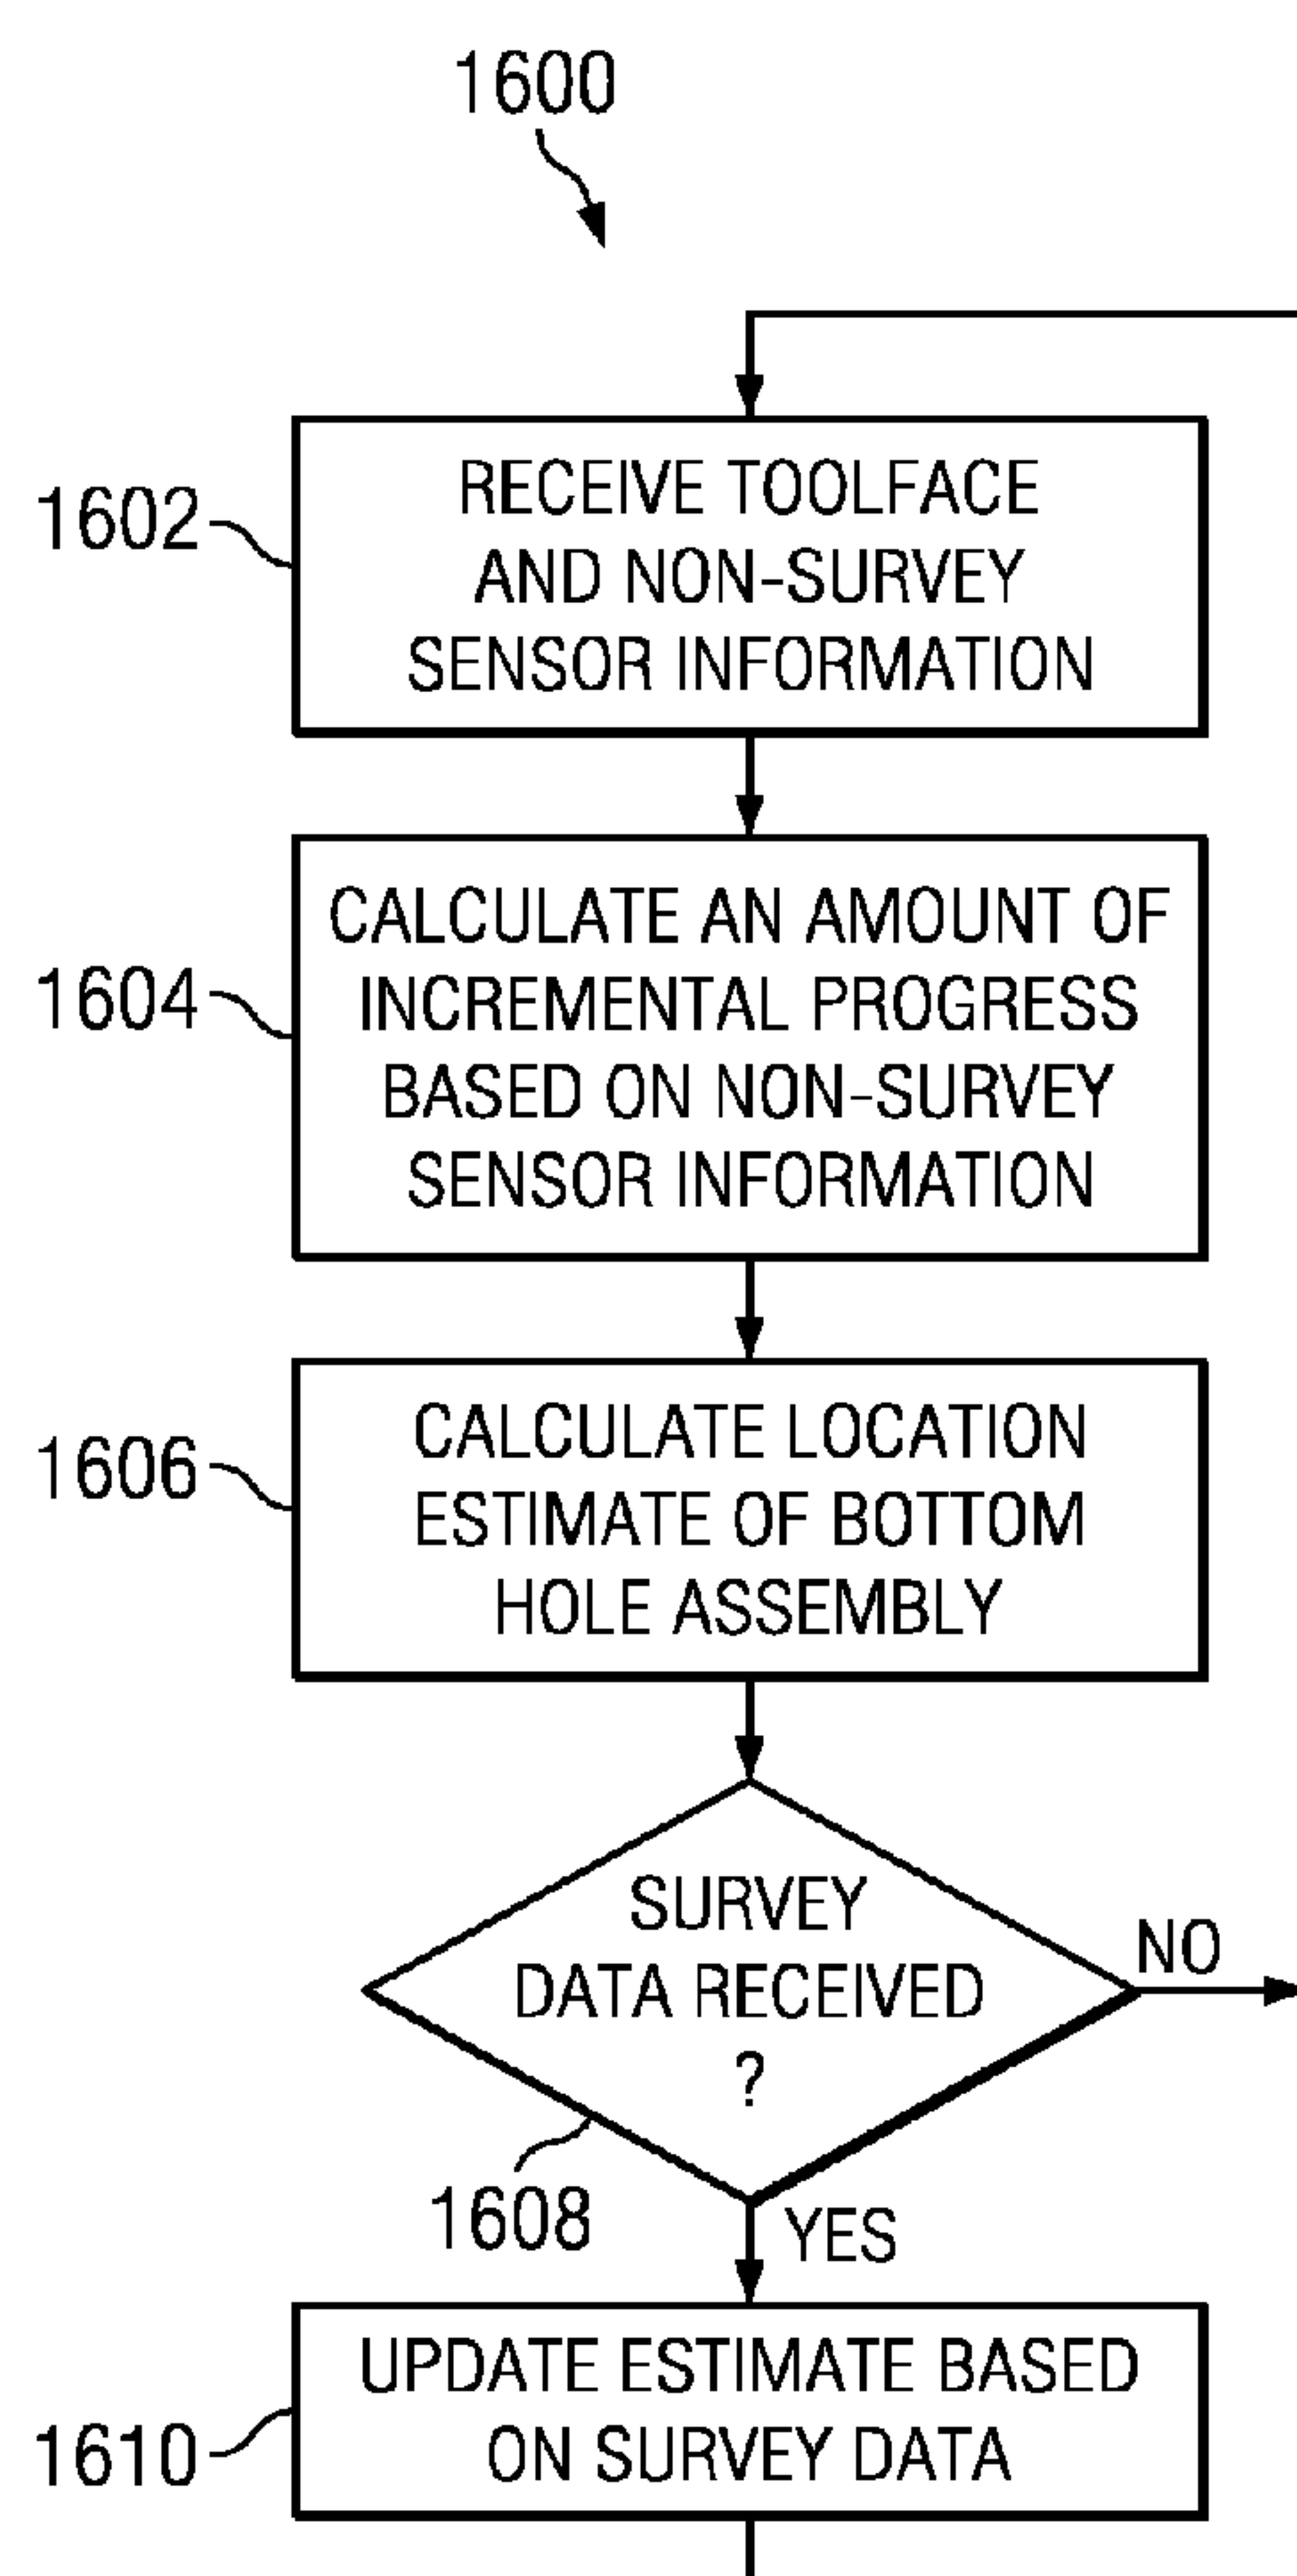 1600
1602
RECEIVE TOOLFACE
AND NON-SURVEY
SENSOR INFORMATION
1604
CALCULATE AN AMOUNT OF
INCREMENTAL PROGRESS
BASED ON NON-SURVEY
SENSOR INFORMATION
1606
CALCULATE LOCATION
ESTIMATE OF BOTTOM
HOLE ASSEMBLY
SURVEY
DATA RECEIVED
?
NO
1608
YES
1610
UPDATE ESTIMATE BASED
ON SURVEY DATA